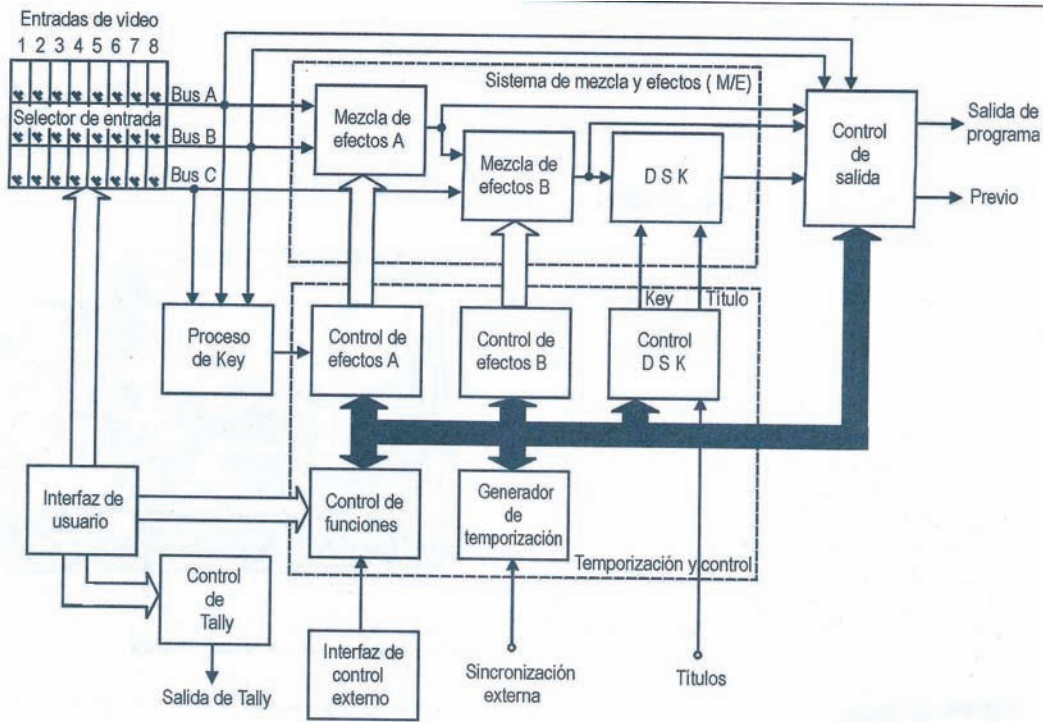 Entradas de video
1 2 3 4 5 6 7 8
Bus A
Selector de entrada
Bus B
Bus C
Sistema de mezcla y efectos ( M/E)
Mezcla de
efectos A
Mezcla de
efectos B
D S K
Control
de
salida
Salida de
programa
Previo
Key
Título
Proceso
de Key
Control de
efectos A
Control de
efectos B
Control
D S K
Interfaz de
usuario
Control de
funciones
Generador
de
temporización
Temporización y control
Control
de
Tally
Salida de Tally
Interfaz de
control
externo
Sincronización
externa
Títulos